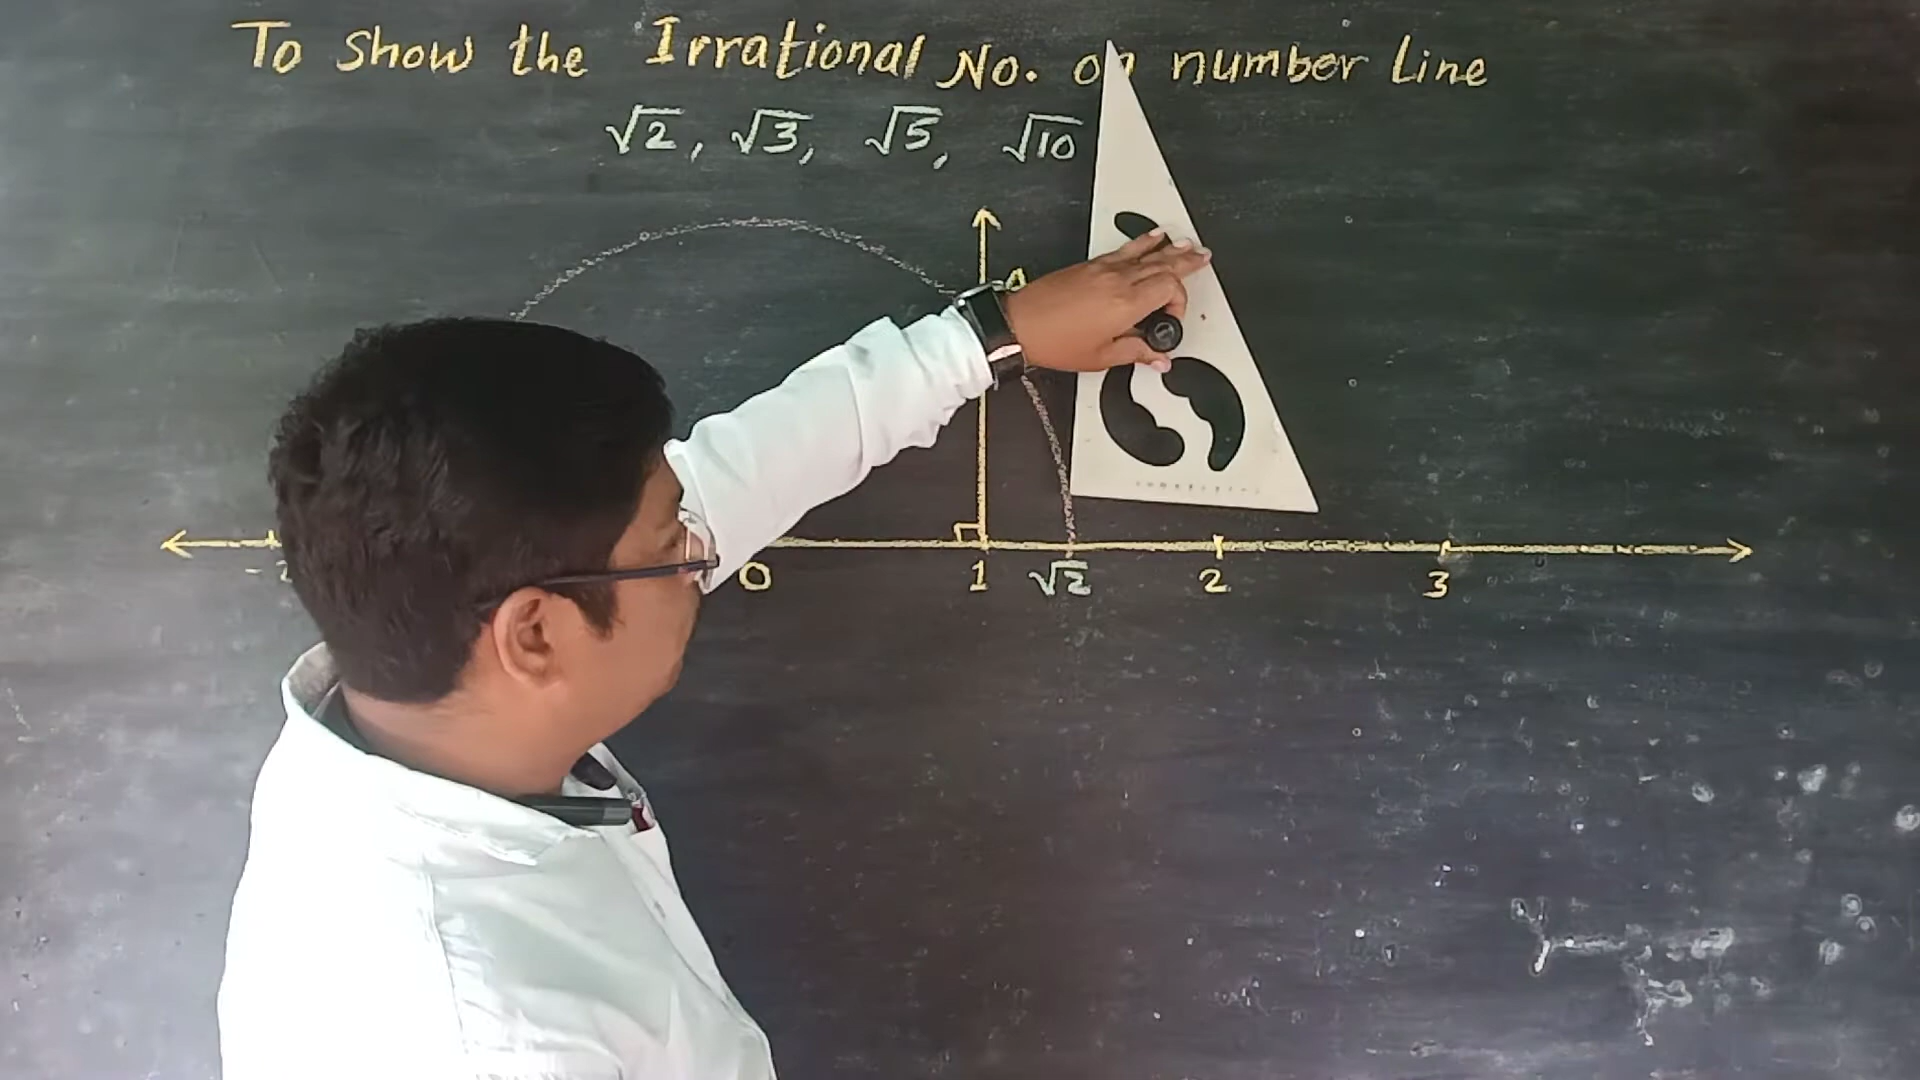 To show the Irrational No. on number Line
√2, √3, √5, √10
0 1 √2 2 3